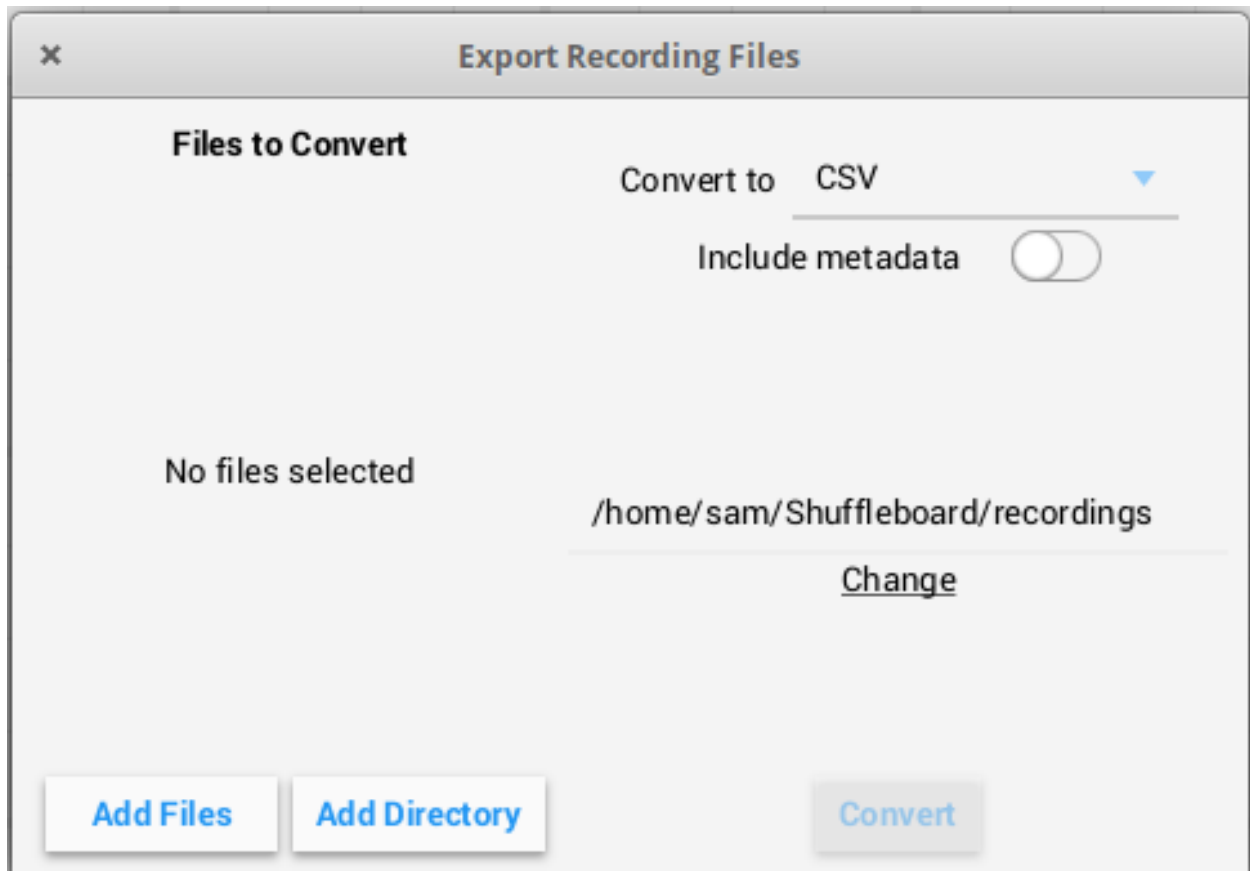 Export Recording Files
Files to Convert
Convert to CSV
Include metadata
No files selected
/home/sam/Shuffleboard/recordings
Change
Add Files Add Directory Convert